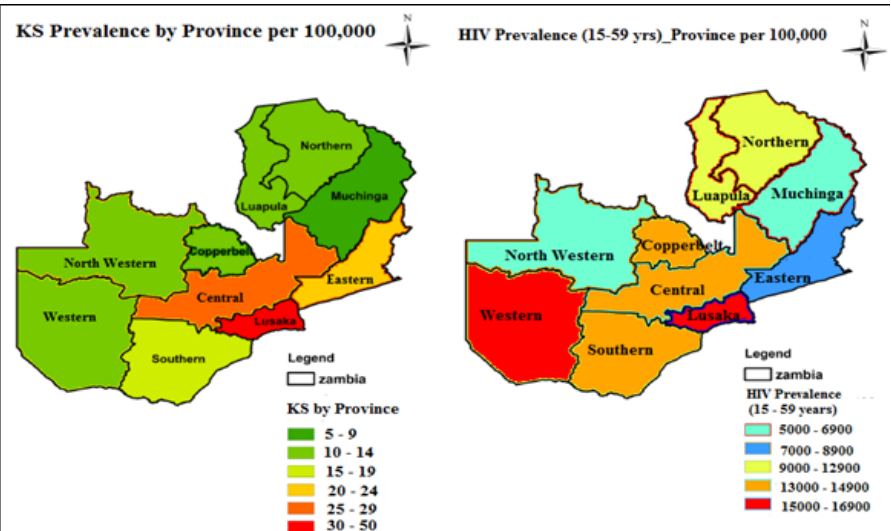 KS Prevalence by Province per 100,000
N
Northern
Luapula
Muchinga
North Western
Copperbelt
Central
Eastern
Western
Lusaka
Southern
Legend
zambia
KS by Province
5 - 9
10 - 14
15 - 19
20 - 24
25 - 29
30 - 50
HIV Prevalence (15-59 yrs)_Province per 100,000
N
Northern
Luapula
Muchinga
Copperbelt
North Western
Eastern
Central
Western
Lusaka
Southern
Legend
zambia
HIV Prevalence
(15 - 59 years)
5000 - 6900
7000 - 8900
9000 - 12900
13000 - 14900
15000 - 16900